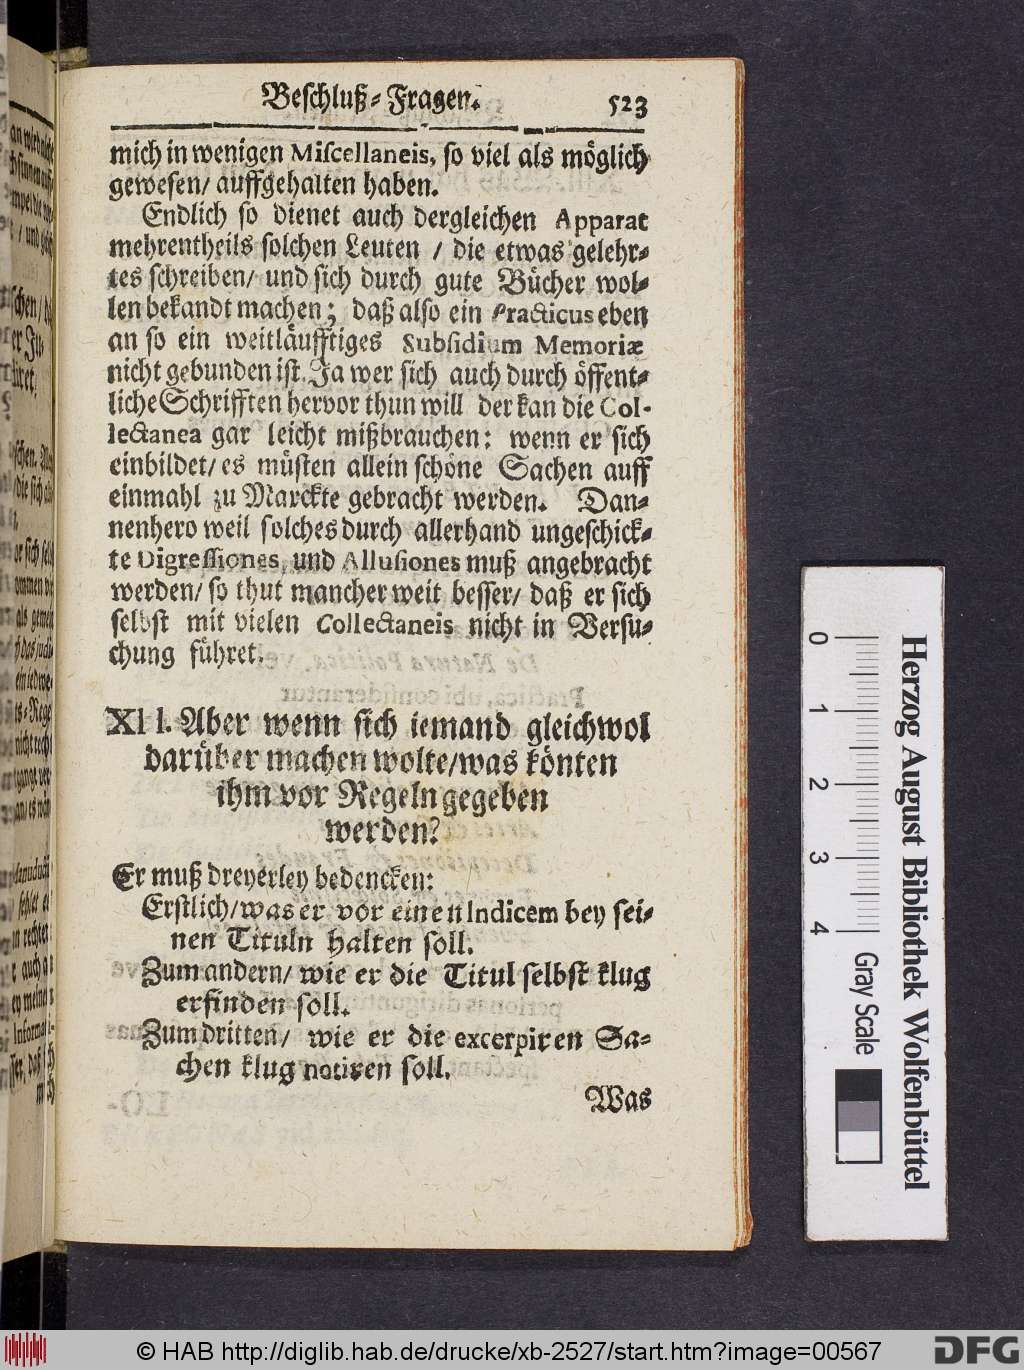 Beschluß-Fragen. 523
mich in wenigen Miscellaneis, so viel als möglich
gewesen/ auffgehalten haben.
Endlich so dienet auch dergleichen Apparat
mehrentheils solchen Leuten / die etwas gelehr-
tes schreiben/ und sich durch gute Bücher wol-
len bekandt machen; daß also ein Practicus eben
an so ein weitläufftiges Subsidium Memoriæ
nicht gebunden ist. Ja wer sich auch durch öffent-
liche Schrifften hervor thun will der kan die Col-
lectanea gar leicht mißbrauchen: wenn er sich
einbildet/ es müsten allein schöne Sachen auff
einmahl zu Marckte gebracht werden. Dan-
nenhero weil solches durch allerhand ungeschick-
te Digressiones, und Allusiones muß angebracht
werden/ so thut mancher weit besser/ daß er sich
selbst mit vielen Collectaneis nicht in Versu-
chung führet.
XII. Aber wenn sich iemand gleichwol
darüber machen wolte/was könten
ihm vor Regeln gegeben
werden?
Er muß dreyerley bedencken:
Erstlich/was er vor einen Indicem bey sei-
nen Tituln halten soll.
Zum andern/ wie er die Titul selbst klug
erfinden soll.
Zum dritten/ wie er die excerpiren Sa-
chen klug notiren soll.
Was
0 1 2 3 4
Herzog August Bibliothek Wolfenbüttel
Gray Scale
© HAB http://diglib.hab.de/drucke/xb-2527/start.htm?image=00567
DFG